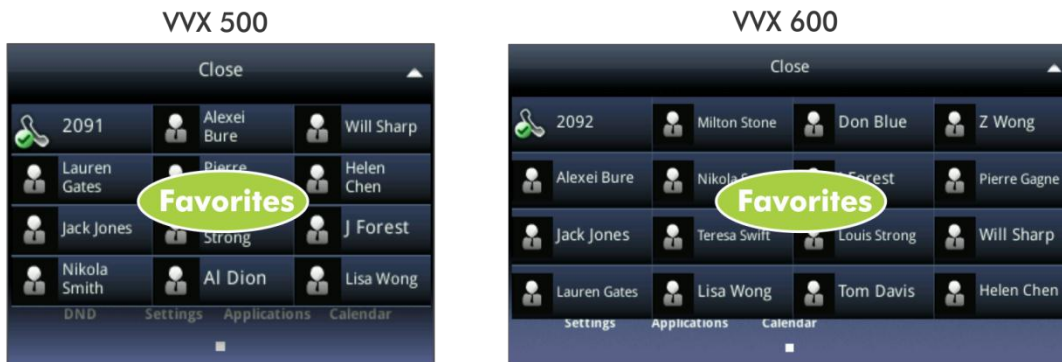 VVX 500
VVX 600
Close
2091
Alexei
Bure
Will Sharp
Lauren
Gates
Pierre
Helen
Chen
Favorites
Jack Jones
Strong
J Forest
Nikola
Smith
Al Dion
Lisa Wong
DND Settings Applications Calendar
Close
2092
Milton Stone
Don Blue
Z Wong
Alexei Bure
Pierre Gagne
Favorites
Jack Jones
Teresa Swift
Louis Strong
Will Sharp
Lauren Gates
Lisa Wong
Tom Davis
Helen Chen
Settings Applications Calendar